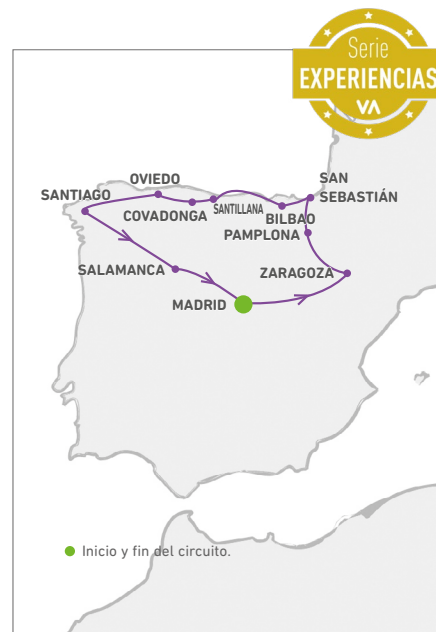 Serie
EXPERIENCIAS
VA
SAN
SEBASTIÁN
OVIEDO
SANTIAGO
COVADONGA
SANTILLANA
BILBAO
PAMPLONA
SALAMANCA
ZARAGOZA
MADRID
Inicio y fin del circuito.